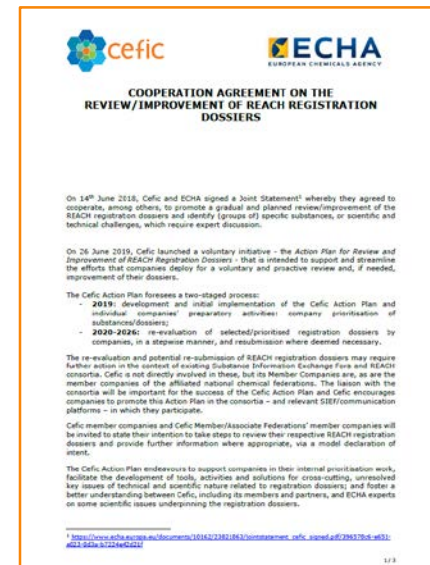 cefic
ECHA
EUROPEAN CHEMICALS AGENCY
COOPERATION AGREEMENT ON THE
REVIEW/IMPROVEMENT OF REACH REGISTRATION
DOSSIERS
On 14th June 2018, Cefic and ECHA signed a Joint Statement1 whereby they agreed to
cooperate, among others, to promote a gradual and planned review/improvement of the
REACH registration dossiers and identify (groups of) specific substances, or scientific and
technical challenges, which require expert discussion.
On 26 June 2019, Cefic launched a voluntary initiative - the Action Plan for Review and
Improvement of REACH Registration Dossiers - that is intended to support and streamline
the efforts that companies deploy for a voluntary and proactive review and, if needed,
improvement of their dossiers.
The Cefic Action Plan foresees a two-staged process:
- 2019: development and initial implementation of the Cefic Action Plan and
individual companies' preparatory activities: company prioritisation of
substances/dossiers;
- 2020-2026: re-evaluation of selected/prioritised registration dossiers by
companies, in a stepwise manner, and resubmission where deemed necessary.
The re-evaluation and potential re-submission of REACH registration dossiers may require
further action in the context of existing Substance Information Exchange Fora and REACH
consortia. Cefic is not directly involved in these, but its Member Companies are, as are the
member companies of the affiliated national chemical federations. The liaison with the
consortia will be important for the success of the Cefic Action Plan and Cefic encourages
companies to promote this Action Plan in the consortia – and relevant SIEF/communication
platforms – in which they participate.
Cefic member companies and Cefic Member/Associate Federations' member companies will
be invited to state their intention to take steps to review their respective REACH registration
dossiers and provide further information where appropriate, via a model declaration of
intent.
The Cefic Action Plan endeavours to support companies in their internal prioritisation work,
facilitate the development of tools, activities and solutions for cross-cutting, unresolved
key issues of technical and scientific nature related to registration dossiers; and foster a
better understanding between Cefic, including its members and partners, and ECHA experts
on some scientific issues underpinning the registration dossiers.
1/3